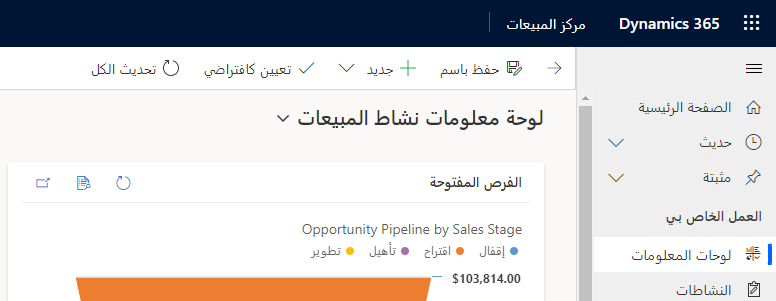 Dynamics 365 مركز المبيعات
حفظ باسم جديد تعيين كافتراضي تحديث الكل
الصفحة الرئيسية
حديث
مثبتة
العمل الخاص بي
لوحات المعلومات
النشاطات
لوحة معلومات نشاط المبيعات
الفرص المفتوحة
Opportunity Pipeline by Sales Stage
إقفال اقتراح تأهيل تطوير
$103,814.00